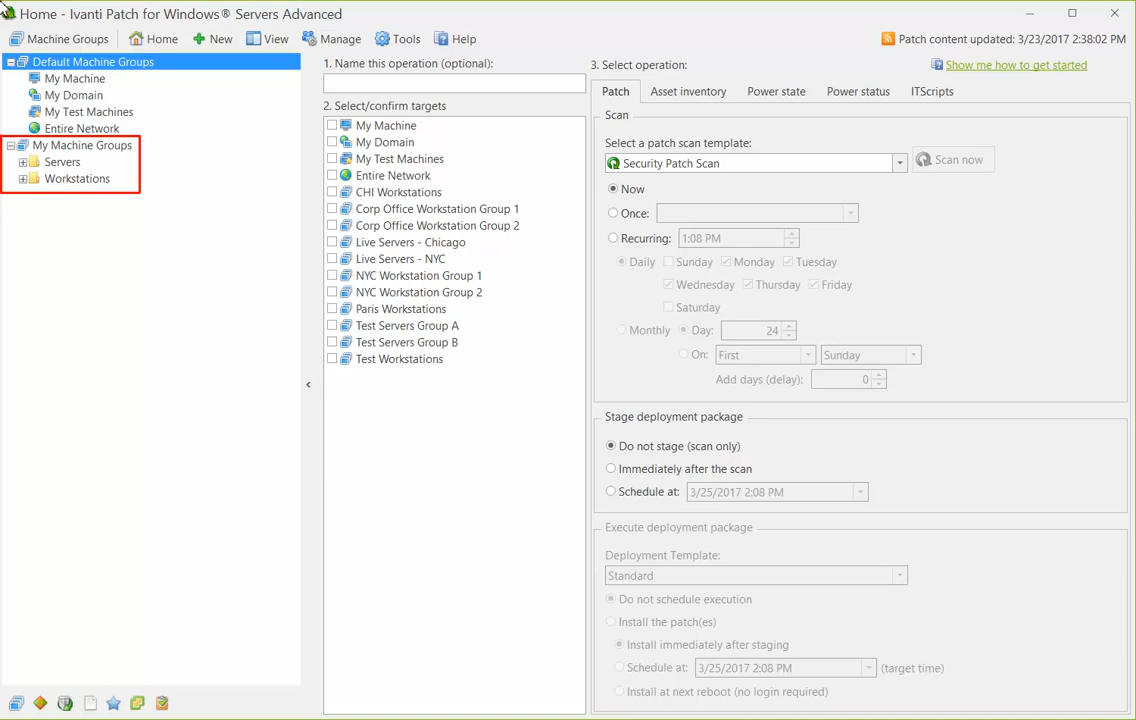 Home - Ivanti Patch for Windows® Servers Advanced
Machine Groups Home New View Manage Tools Help Patch content updated: 3/23/2017 2:38:02 PM
Default Machine Groups
My Machine
My Domain
My Test Machines
Entire Network
My Machine Groups
Servers
Workstations
1. Name this operation (optional):
2. Select/confirm targets
My Machine
My Domain
My Test Machines
Entire Network
CHI Workstations
Corp Office Workstation Group 1
Corp Office Workstation Group 2
Live Servers - Chicago
Live Servers - NYC
NYC Workstation Group 1
NYC Workstation Group 2
Paris Workstations
Test Servers Group A
Test Servers Group B
Test Workstations
3. Select operation: Show me how to get started
Patch Asset inventory Power state Power status ITScripts
Scan
Select a patch scan template:
Security Patch Scan Scan now
Now
Once:
Recurring: 1:08 PM
Daily Sunday Monday Tuesday
Wednesday Thursday Friday
Saturday
Monthly Day: 24
On: First Sunday
Add days (delay): 0
Stage deployment package
Do not stage (scan only)
Immediately after the scan
Schedule at: 3/25/2017 2:08 PM
Execute deployment package
Deployment Template:
Standard
Do not schedule execution
Install the patch(es)
Install immediately after staging
Schedule at: 3/25/2017 2:08 PM (target time)
Install at next reboot (no login required)